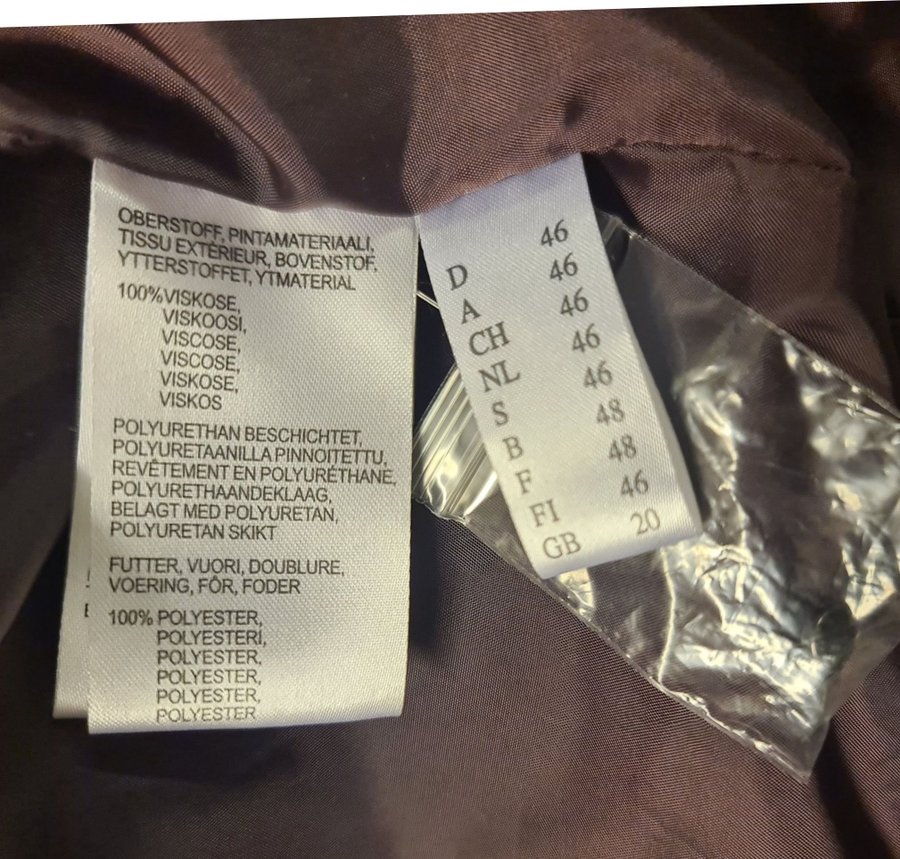 OBERSTOFF, PINTAMATERIAALI,
TISSU EXTÉRIEUR, BOVENSTOF,
YTTERSTOFFET, YTMATERIAL
100%VISKOSE,
VISKOOSI,
VISCOSE,
VISCOSE,
VISKOSE,
VISKOS
POLYURETHAN BESCHICHTET,
POLYURETAANILLA PINNOITETTU,
REVÊTEMENT EN POLYURÉTHANE,
POLYURETHAANDEKLAAG,
BELAGT MED POLYURETAN,
POLYURETAN SKIKT
FUTTER, VUORI, DOUBLURE,
VOERING, FÔR, FODER
100% POLYESTER,
POLYESTERİ,
POLYESTER,
POLYESTER,
POLYESTER,
POLYESTER
D 46
A 46
CH 46
NL 46
S 46
B 48
F 48
FI 46
GB 20